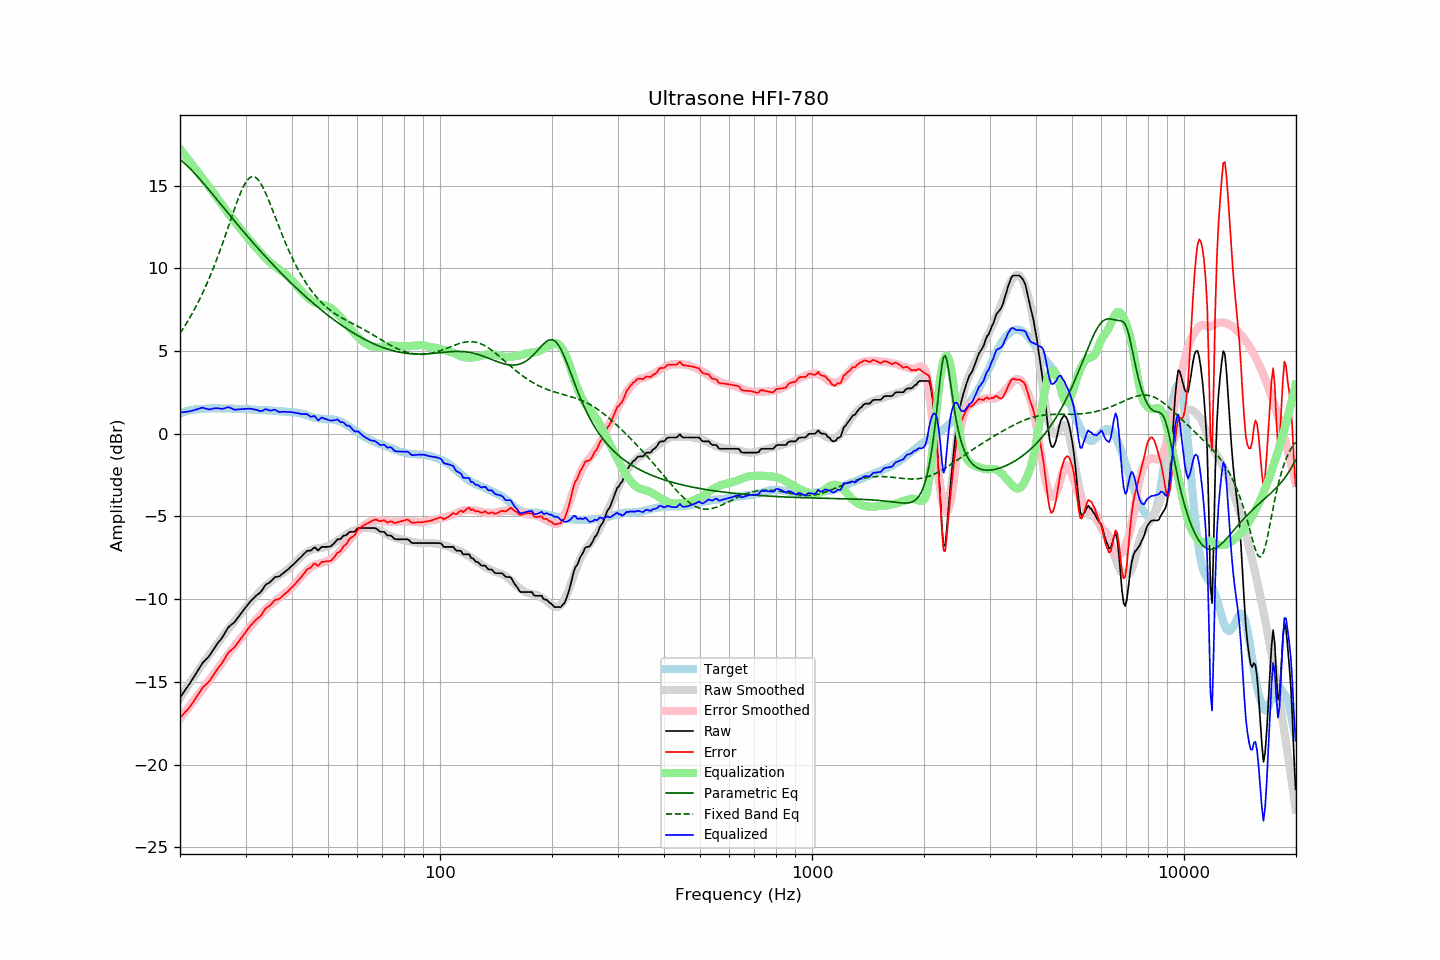 Ultrasone HFI-780
Amplitude (dBr)
15
10
5
0
−5
−10
−15
−20
−25
Target
Raw Smoothed
Error Smoothed
Raw
Error
Equalization
Parametric Eq
Fixed Band Eq
Equalized
100
1000
10000
Frequency (Hz)